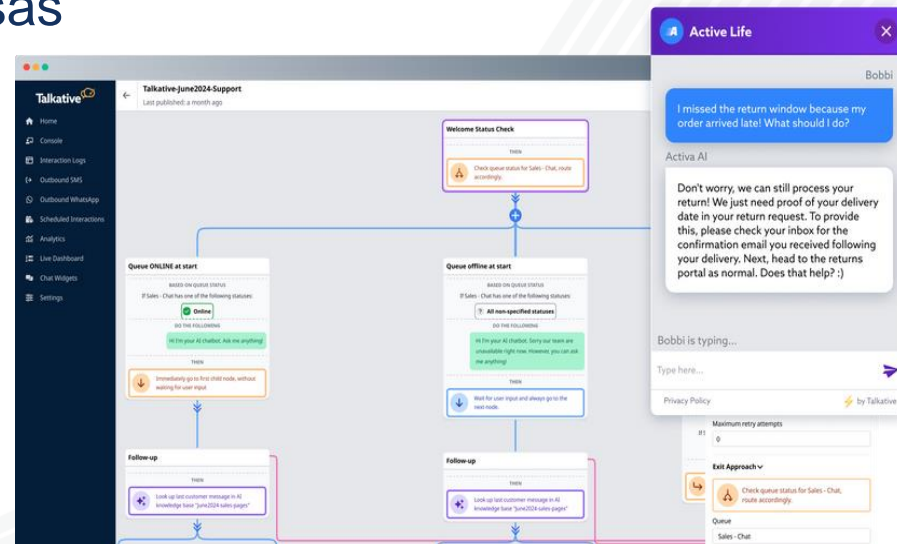 Talkative
Home
Console
Interaction Logs
Outbound SMS
Outbound WhatsApp
Scheduled Interactions
Analytics
Live Dashboard
Chat Widgets
Settings
Talkative-June2024-Support
Last published: a month ago
Welcome Status Check
THEN
Check queue status for Sales - Chat, route
accordingly.
Queue ONLINE at start
BASED ON QUEUE STATUS
If Sales - Chat has one of the following statuses:
Online
DO THE FOLLOWING
Hi I'm your AI chatbot. Ask me anything!
THEN
Immediately go to first child node, without
waiting for user input
Follow-up
THEN
Look up last customer message in AI
knowledge base "June2024-sales-pages"
Queue offline at start
BASED ON QUEUE STATUS
If Sales - Chat has one of the following statuses:
? All non-specified statuses
DO THE FOLLOWING
Hi I'm your AI chatbot. Sorry our team are
unavailable right now. However, you can ask
me anything!
THEN
Wait for user input and always go to the
next node.
Follow-up
THEN
Look up last customer message in AI
knowledge base "June2024-sales-pages"
Active Life
Bobbi
I missed the return window because my
order arrived late! What should I do?
Activa AI
Don't worry, we can still process your
return! We just need proof of your delivery
date in your return request. To provide
this, please check your inbox for the
confirmation email you received following
your delivery. Next, head to the returns
portal as normal. Does that help? :)
Bobbi is typing...
Type here...
Privacy Policy
by Talkative
Maximum retry attempts
0
Exit Approach
Check queue status for Sales - Chat,
route accordingly.
Queue
Sales - Chat